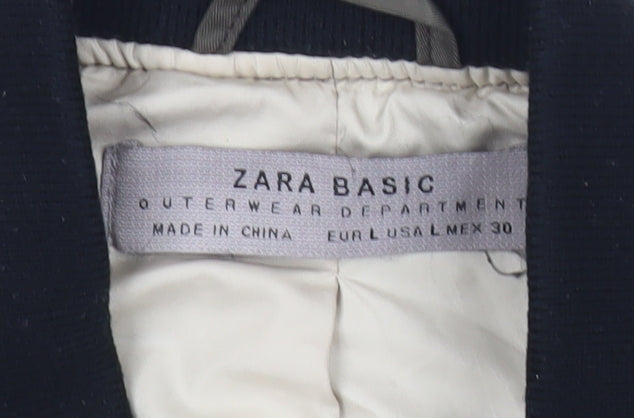 ZARA BASIC
OUTERWEAR DEPARTMENT
MADE IN CHINA EUR L USA L MEX 30